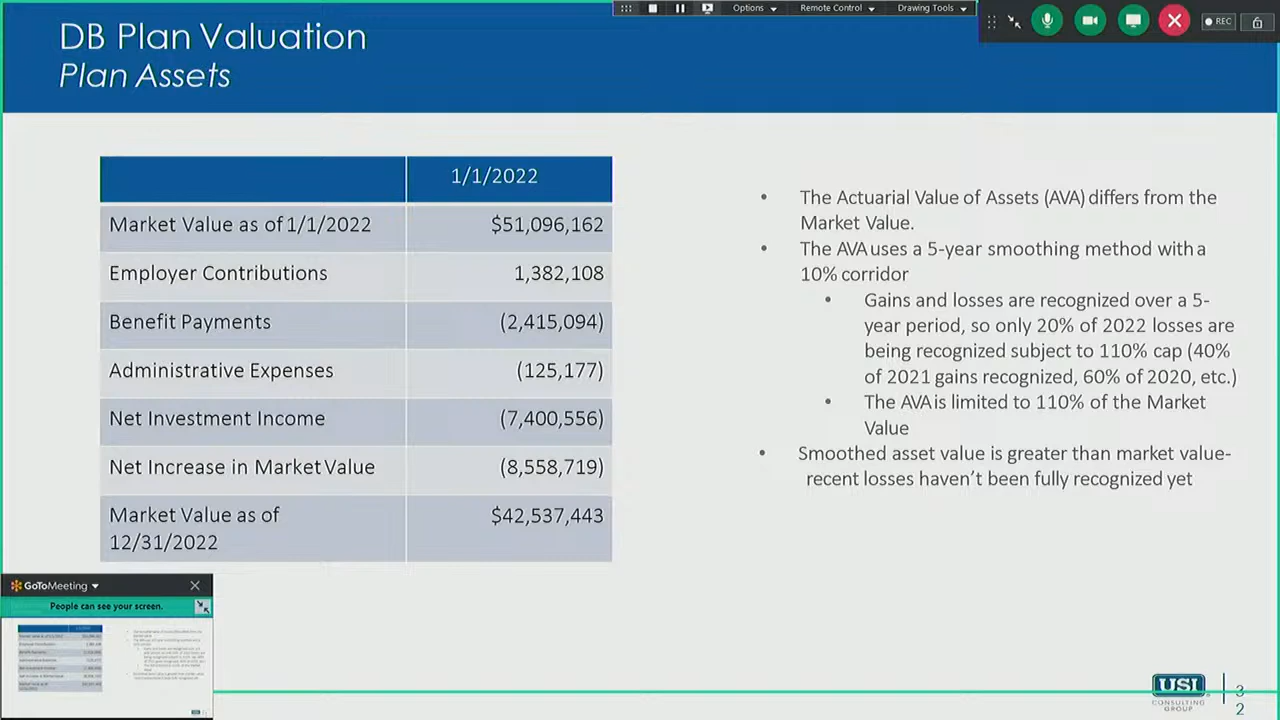 DB Plan Valuation
Plan Assets
Options
Remote Control
Drawing Tools
REC
1/1/2022
Market Value as of 1/1/2022 $51,096,162
Employer Contributions 1,382,108
Benefit Payments (2,415,094)
Administrative Expenses (125,177)
Net Investment Income (7,400,556)
Net Increase in Market Value (8,558,719)
Market Value as of
12/31/2022 $42,537,443
• The Actuarial Value of Assets (AVA) differs from the
Market Value.
• The AVA uses a 5-year smoothing method with a
10% corridor
• Gains and losses are recognized over a 5-
year period, so only 20% of 2022 losses are
being recognized subject to 110% cap (40%
of 2021 gains recognized, 60% of 2020, etc.)
• The AVA is limited to 110% of the Market
Value
• Smoothed asset value is greater than market value-
recent losses haven't been fully recognized yet
GoToMeeting
People can see your screen.
USI
CONSULTING
GROUP
3
2